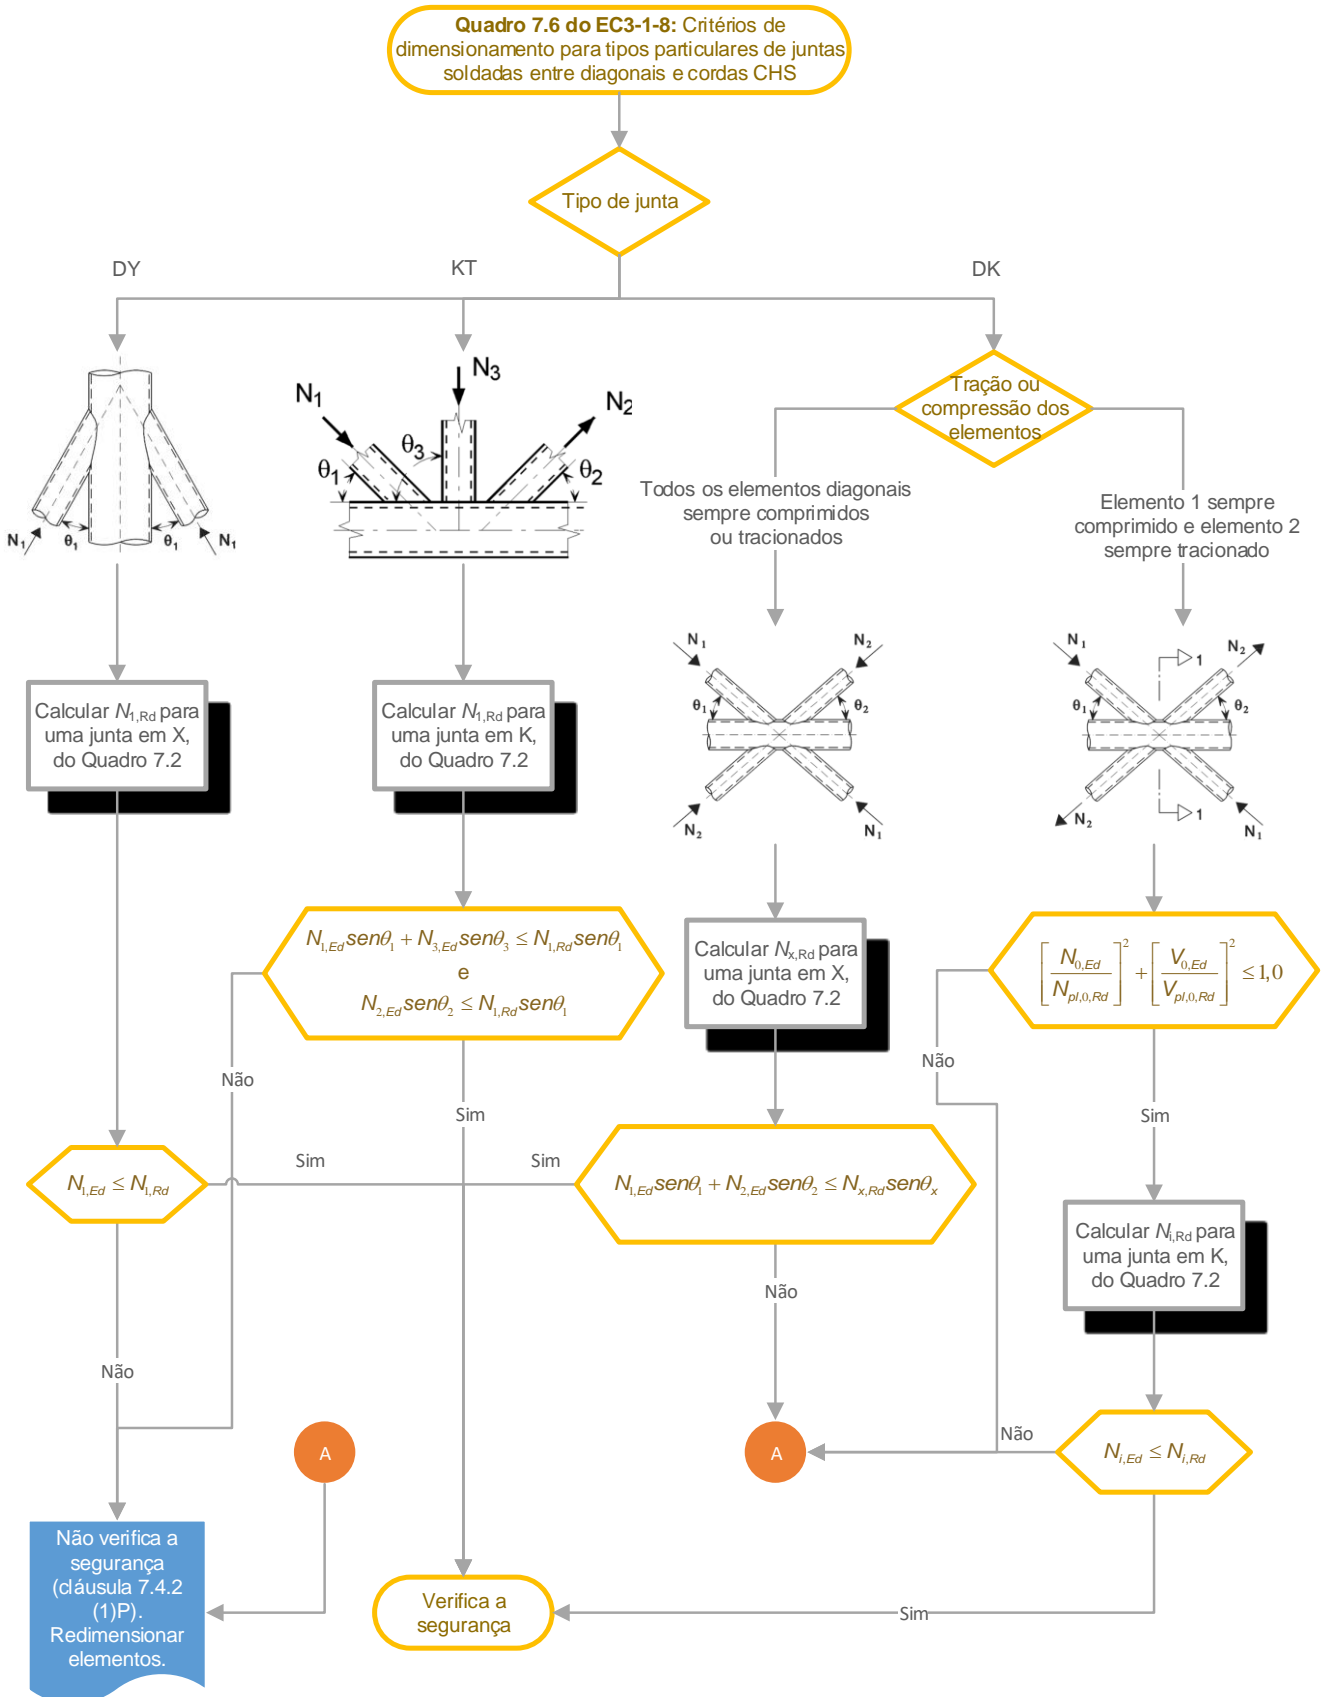 Quadro 7.6 do EC3-1-8: Critérios de
dimensionamento para tipos particulares de juntas
soldadas entre diagonais e cordas CHS
Tipo de junta
DY
KT
DK
Tração ou
compressão dos
elementos
N1
N3
N2
θ1
θ3
θ2
N1
θ1
θ1
N1
Todos os elementos diagonais
sempre comprimidos
ou tracionados
Elemento 1 sempre
comprimido e elemento 2
sempre tracionado
N1
N2
θ1
θ2
N2
N1
N1
1
N2
θ1
θ2
N2
1
N1
Calcular N1,Rd para
uma junta em X,
do Quadro 7.2
Calcular N1,Rd para
uma junta em K,
do Quadro 7.2
N1,Ed senθ1 + N3,Ed senθ3 ≤ N1,Rd senθ1
e
N2,Ed senθ2 ≤ N1,Rd senθ1
Calcular Nx,Rd para
uma junta em X,
do Quadro 7.2
[N0,Ed / Npl,0,Rd]² + [V0,Ed / Vpl,0,Rd]² ≤ 1,0
Não
Sim
Não
Sim
N1,Ed ≤ N1,Rd
Sim
Sim
N1,Ed senθ1 + N2,Ed senθ2 ≤ Nx,Rd senθx
Calcular Ni,Rd para
uma junta em K,
do Quadro 7.2
Não
Não
A
A
Não
Ni,Ed ≤ Ni,Rd
Não verifica a
segurança
(cláusula 7.4.2
(1)P).
Redimensionar
elementos.
Verifica a
segurança
Sim